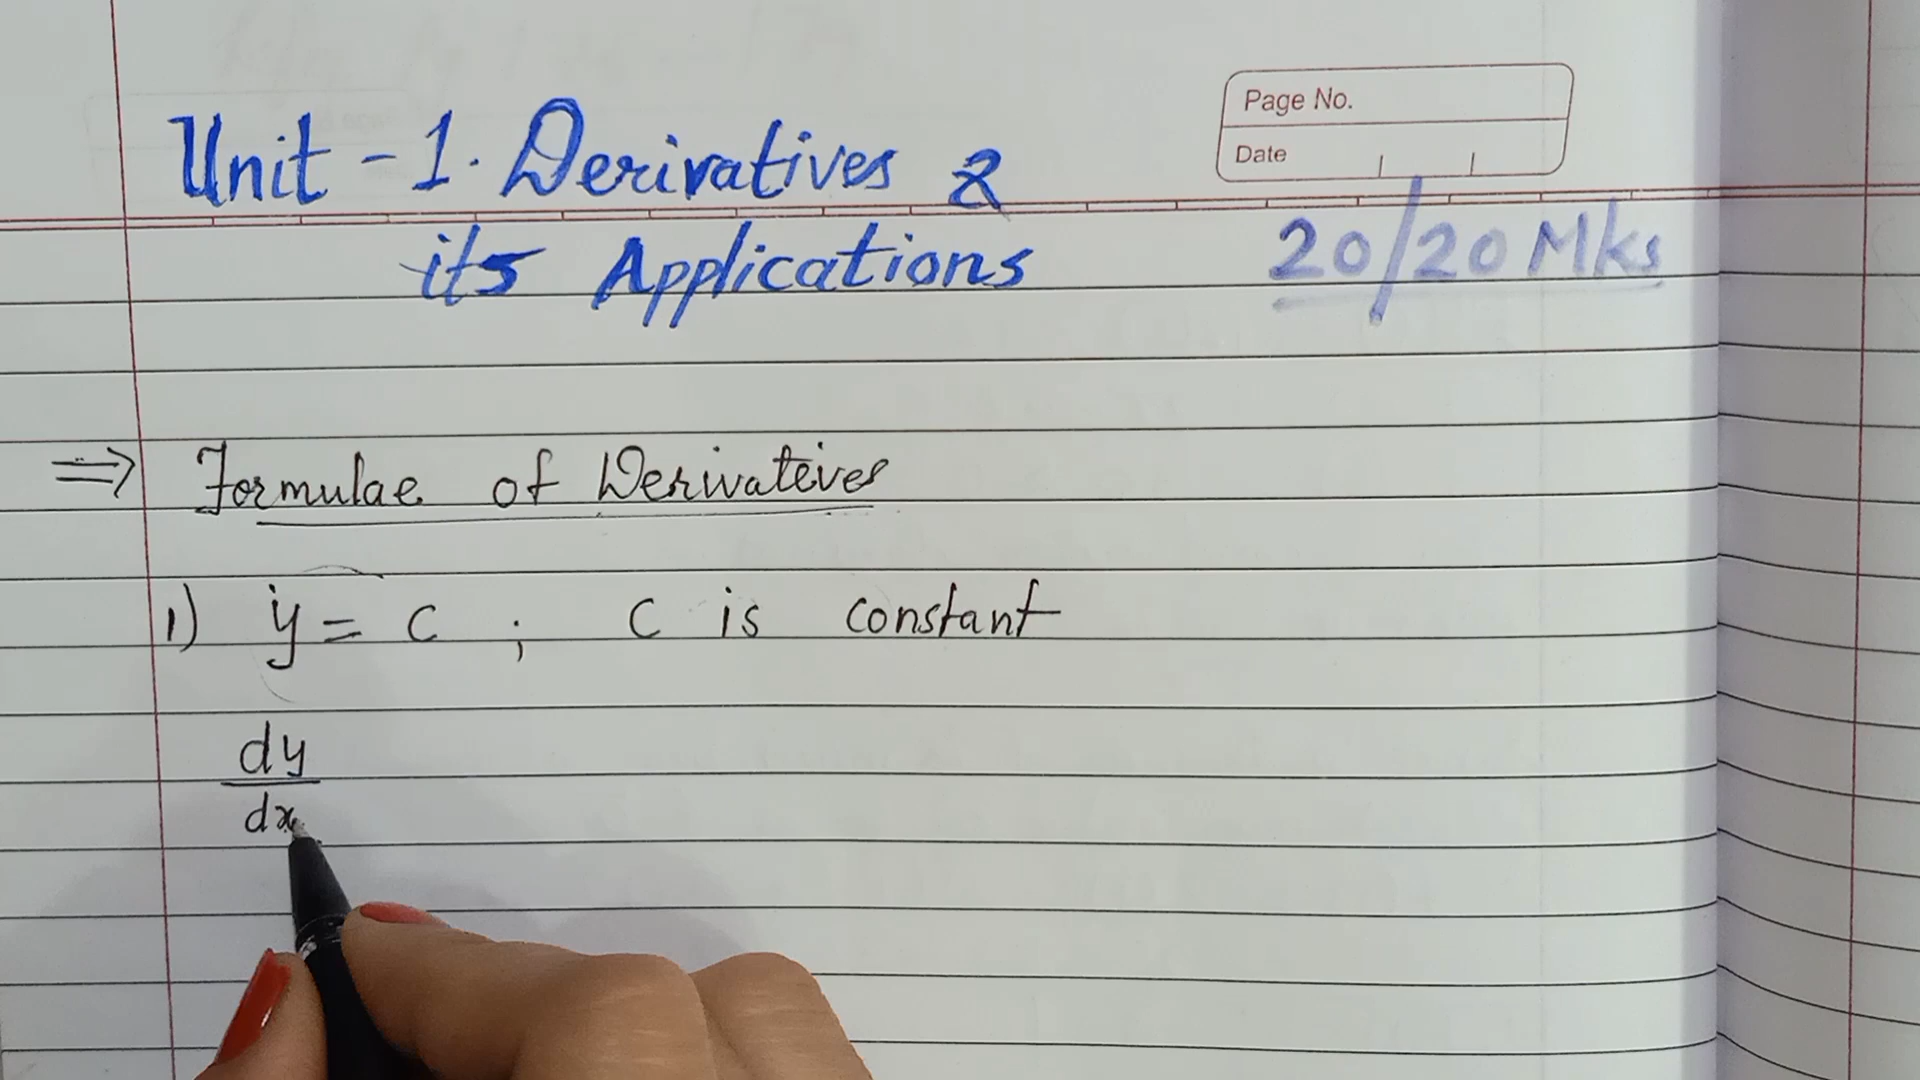 Page No.
Date
Unit - 1. Derivatives &
its Applications
20/20 Mks
⇒ Formulae of Derivatives
1) y = c ; c is constant
dy
dx